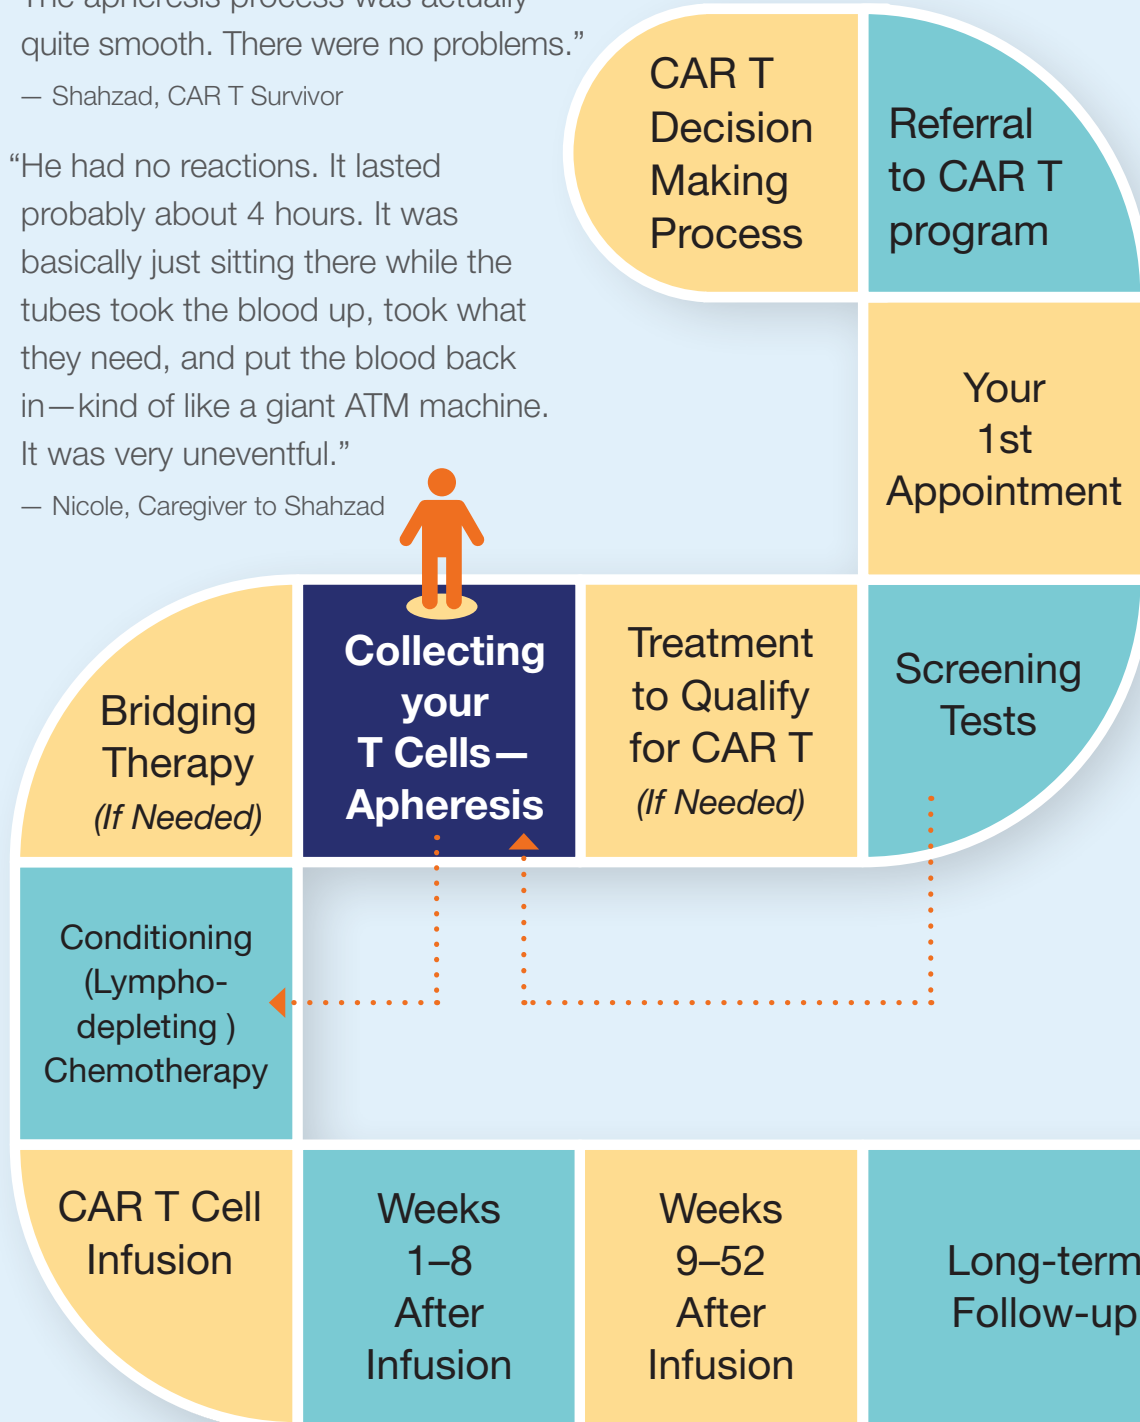 The apheresis process was actually
quite smooth. There were no problems.”
— Shahzad, CAR T Survivor
“He had no reactions. It lasted
probably about 4 hours. It was
basically just sitting there while the
tubes took the blood up, took what
they need, and put the blood back
in—kind of like a giant ATM machine.
It was very uneventful.”
— Nicole, Caregiver to Shahzad
CAR T
Decision
Making
Process
Referral
to CAR T
program
Your
1st
Appointment
Screening
Tests
Treatment
to Qualify
for CAR T
(If Needed)
Collecting
your
T Cells—
Apheresis
Bridging
Therapy
(If Needed)
Conditioning
(Lympho-
depleting )
Chemotherapy
CAR T Cell
Infusion
Weeks
1–8
After
Infusion
Weeks
9–52
After
Infusion
Long-term
Follow-up